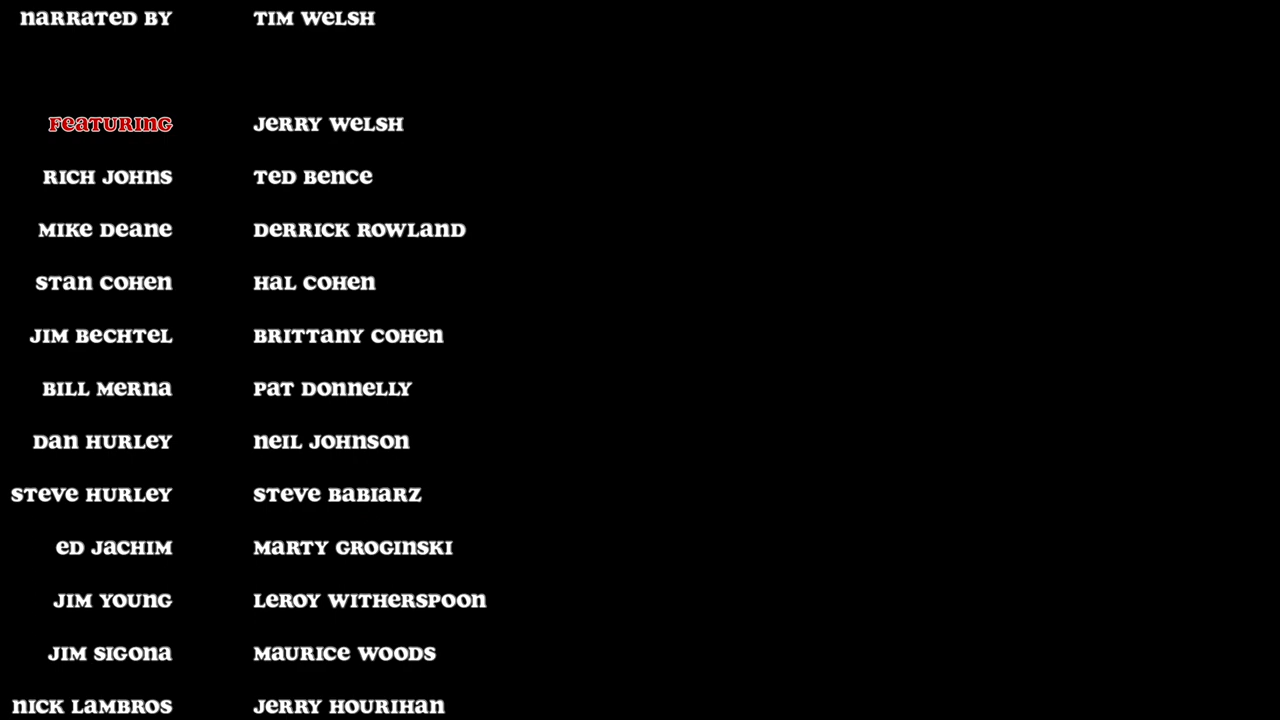 NARRATED BY TIM WELSH
FEATURING JERRY WELSH
RICH JOHNS TED BENCE
MIKE DEANE DERRICK ROWLAND
STAN COHEN HAL COHEN
JIM BECHTEL BRITTANY COHEN
BILL MERNA PAT DONNELLY
DAN HURLEY NEIL JOHNSON
STEVE HURLEY STEVE BABIARZ
ED JACHIM MARTY GROGINSKI
JIM YOUNG LEROY WITHERSPOON
JIM SIGONA MAURICE WOODS
NICK LAMBROS JERRY HOURIHAN